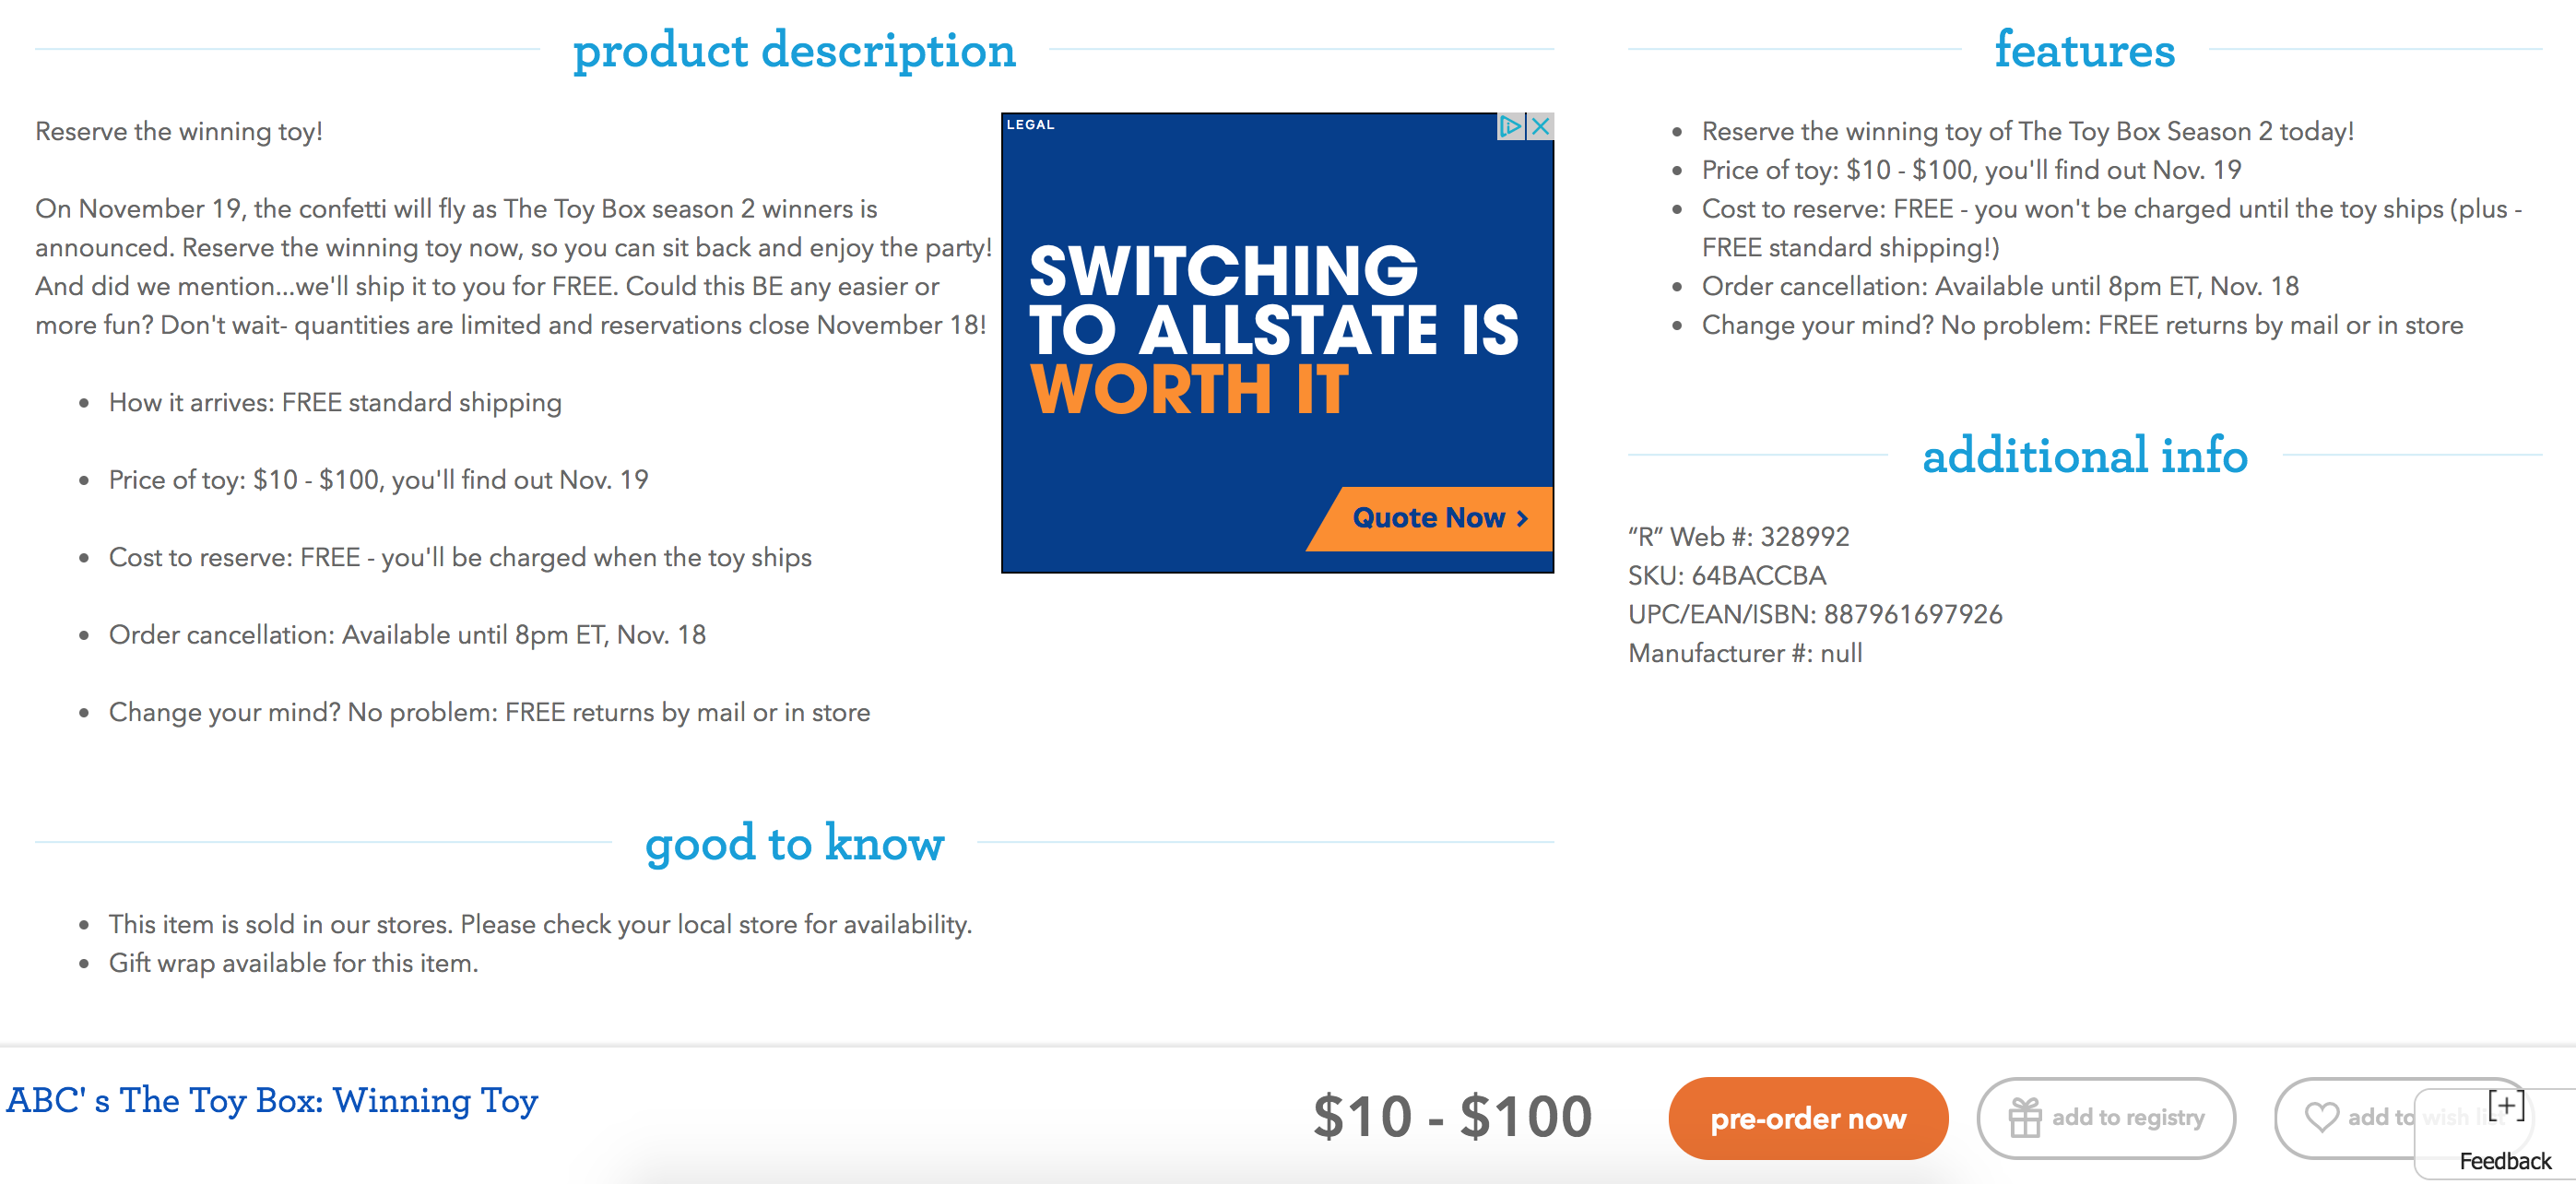 product description
Reserve the winning toy!
On November 19, the confetti will fly as The Toy Box season 2 winners is
announced. Reserve the winning toy now, so you can sit back and enjoy the party!
And did we mention...we'll ship it to you for FREE. Could this BE any easier or
more fun? Don't wait- quantities are limited and reservations close November 18!
• How it arrives: FREE standard shipping
• Price of toy: $10 - $100, you'll find out Nov. 19
• Cost to reserve: FREE - you'll be charged when the toy ships
• Order cancellation: Available until 8pm ET, Nov. 18
• Change your mind? No problem: FREE returns by mail or in store
LEGAL
SWITCHING
TO ALLSTATE IS
WORTH IT
Quote Now >
good to know
• This item is sold in our stores. Please check your local store for availability.
• Gift wrap available for this item.
features
• Reserve the winning toy of The Toy Box Season 2 today!
• Price of toy: $10 - $100, you'll find out Nov. 19
• Cost to reserve: FREE - you won't be charged until the toy ships (plus -
FREE standard shipping!)
• Order cancellation: Available until 8pm ET, Nov. 18
• Change your mind? No problem: FREE returns by mail or in store
additional info
“R” Web #: 328992
SKU: 64BACCBA
UPC/EAN/ISBN: 887961697926
Manufacturer #: null
ABC' s The Toy Box: Winning Toy
$10 - $100
pre-order now
add to registry
add to wish list
[+]
Feedback